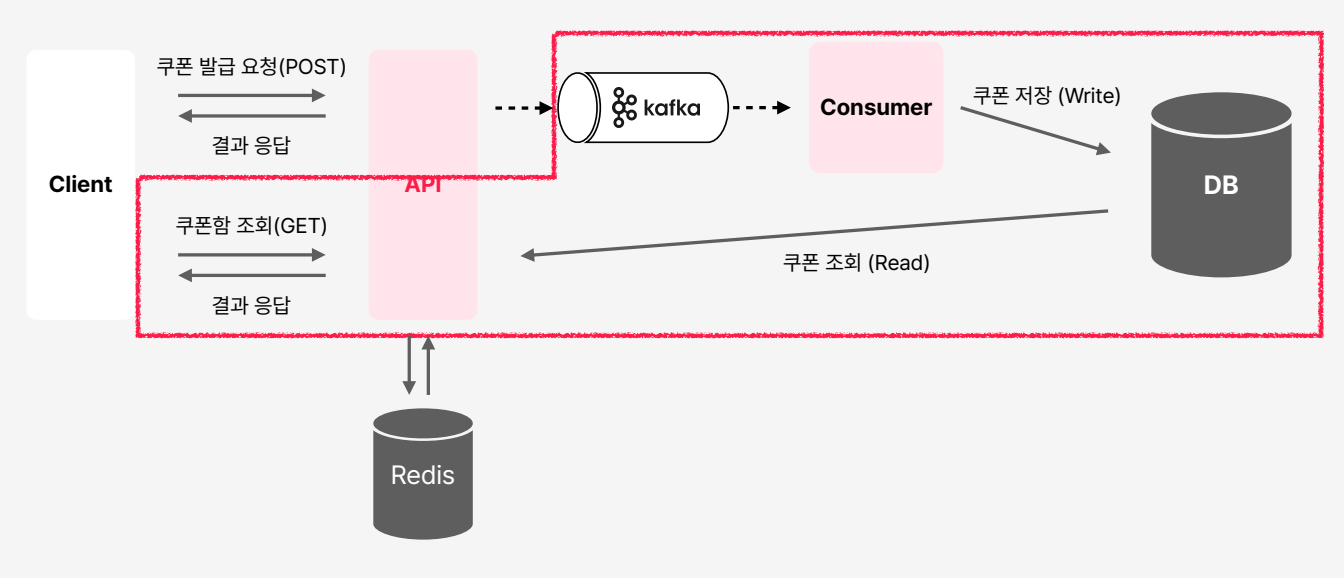 쿠폰 발급 요청(POST)
결과 응답
Client
API
쿠폰함 조회(GET)
결과 응답
kafka
Consumer
쿠폰 저장 (Write)
DB
쿠폰 조회 (Read)
Redis